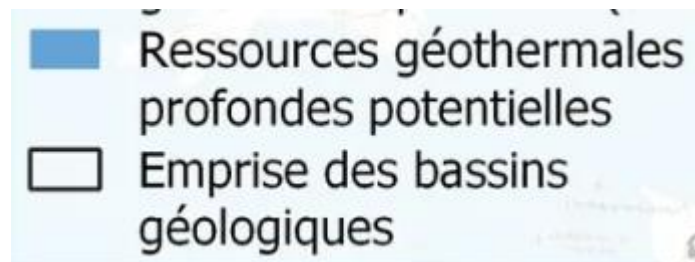 Ressources géothermales
profondes potentielles
Emprise des bassins
géologiques